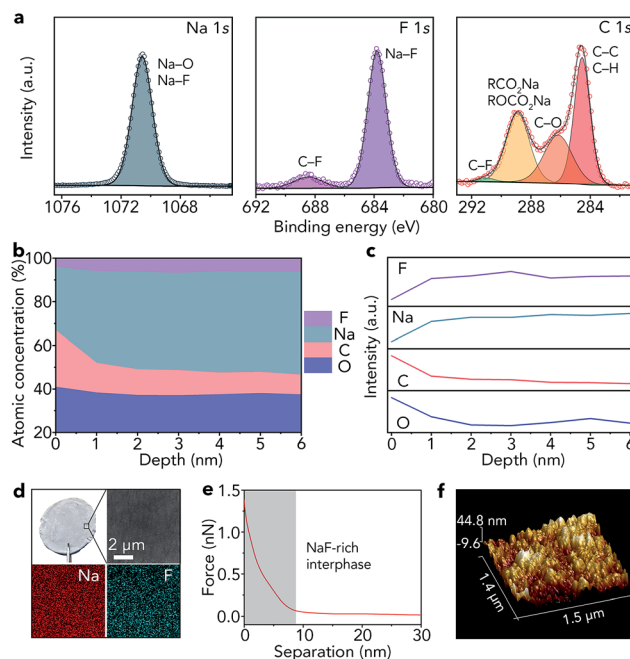 a
Na 1s
F 1s
C 1s
Intensity (a.u.)
Na–O
Na–F
C–F
Na–F
C–F
RCO2Na
ROCO2Na
C–O
C–C
C–H
1076 1072 1068
692 688 684 680
292 288 284
Binding energy (eV)
b
Atomic concentration (%)
100
80
60
40
20
0 1 2 3 4 5 6
Depth (nm)
F
Na
C
O
c
Intensity (a.u.)
F
Na
C
O
0 1 2 3 4 5 6
Depth (nm)
d
2 μm
Na
F
e
Force (nN)
1.5
1.0
0.5
0.0
NaF-rich
interphase
0 10 20 30
Separation (nm)
f
44.8 nm
-9.6
1.4 μm
1.5 μm